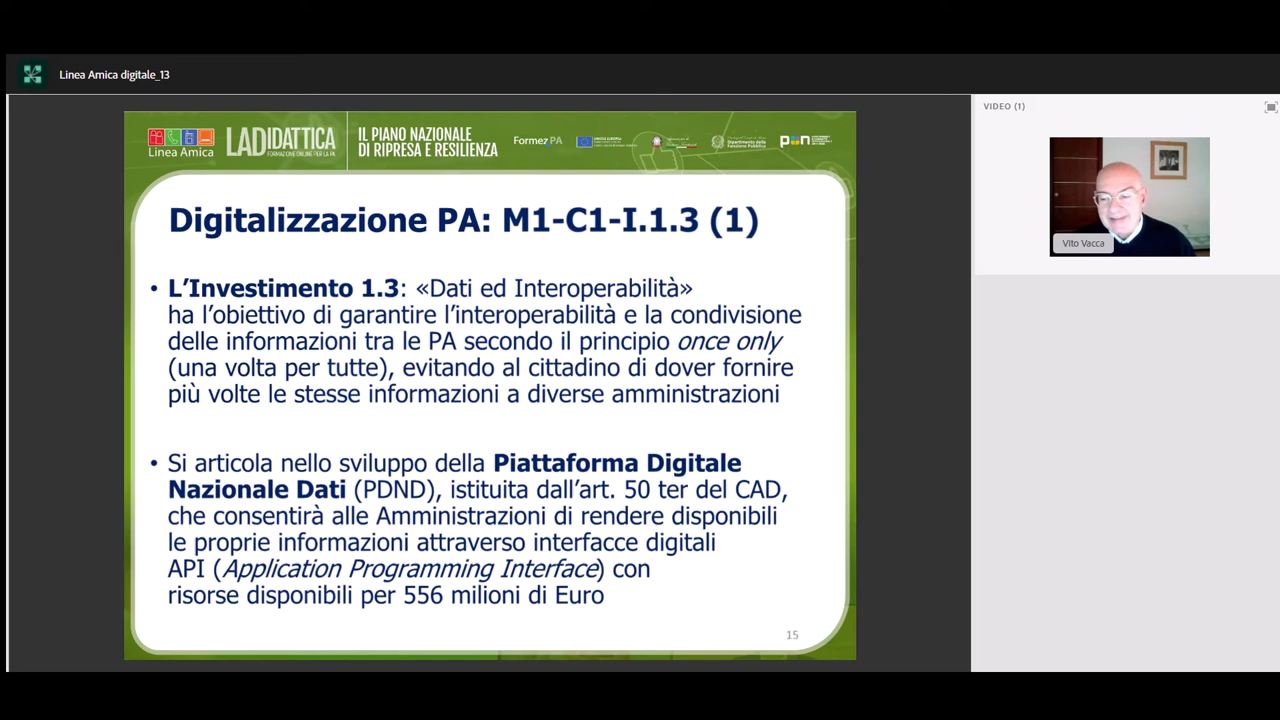 Linea Amica digitale_13
VIDEO (1)
Linea Amica
LADIDATTICA
FORMAZIONE ONLINE PER LA PA
IL PIANO NAZIONALE
DI RIPRESA E RESILIENZA
Formez PA
UNIONE EUROPEA
Dipartimento della
Funzione Pubblica
Vito Vacca
Digitalizzazione PA: M1-C1-I.1.3 (1)
• L’Investimento 1.3: «Dati ed Interoperabilità»
ha l’obiettivo di garantire l’interoperabilità e la condivisione
delle informazioni tra le PA secondo il principio once only
(una volta per tutte), evitando al cittadino di dover fornire
più volte le stesse informazioni a diverse amministrazioni
• Si articola nello sviluppo della Piattaforma Digitale
Nazionale Dati (PDND), istituita dall’art. 50 ter del CAD,
che consentirà alle Amministrazioni di rendere disponibili
le proprie informazioni attraverso interfacce digitali
API (Application Programming Interface) con
risorse disponibili per 556 milioni di Euro
15